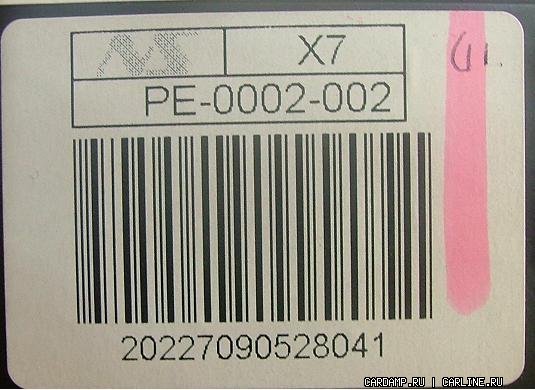 X7
PE-0002-002
20227090528041
CARDAMP.RU | CARLINE.RU